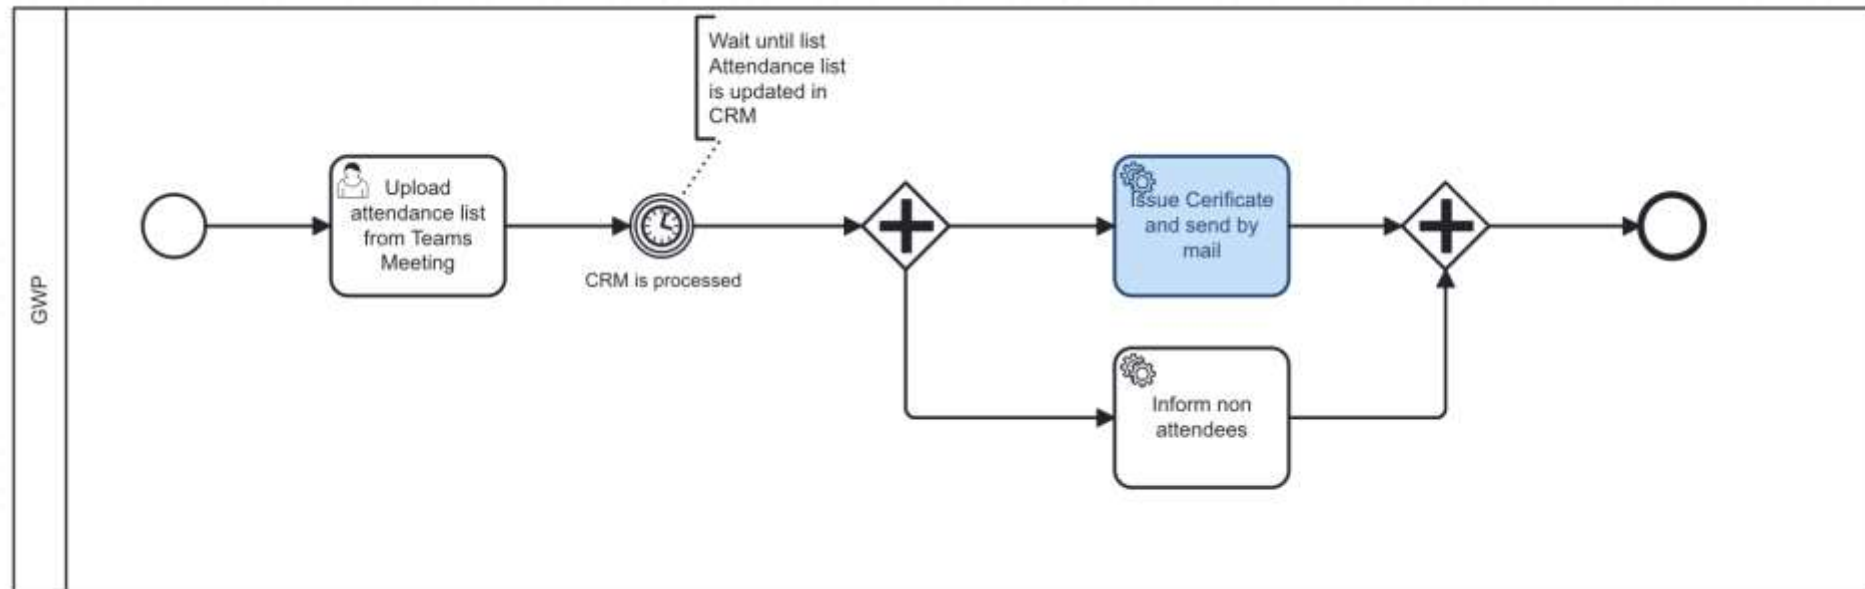 GWP
Wait until list
Attendance list
is updated in
CRM
Upload
attendance list
from Teams
Meeting
CRM is processed
Issue Cerificate
and send by
mail
Inform non
attendees